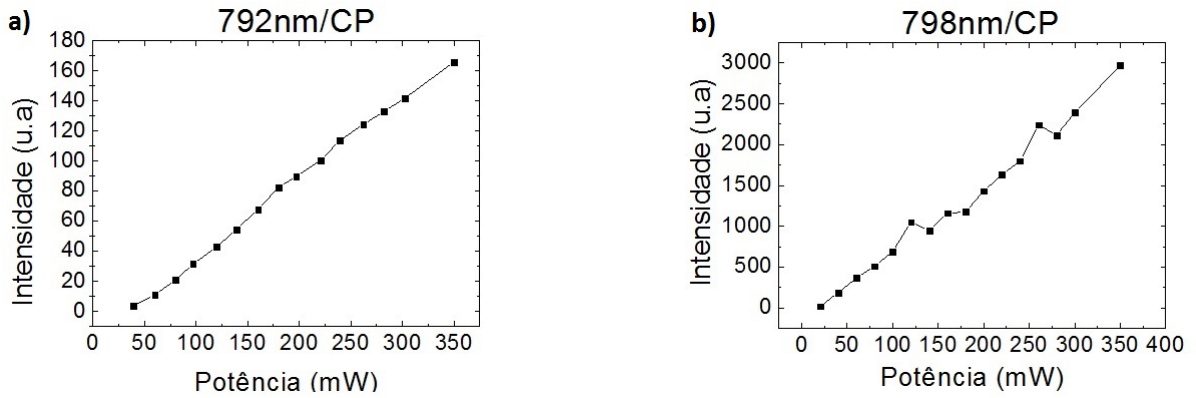 a)
792nm/CP
Intensidade (u.a)
180
160
140
120
100
80
60
40
20
0
0 50 100 150 200 250 300 350
Potência (mW)
b)
798nm/CP
Intensidade (u.a)
3000
2500
2000
1500
1000
500
0
0 50 100 150 200 250 300 350 400
Potência (mW)